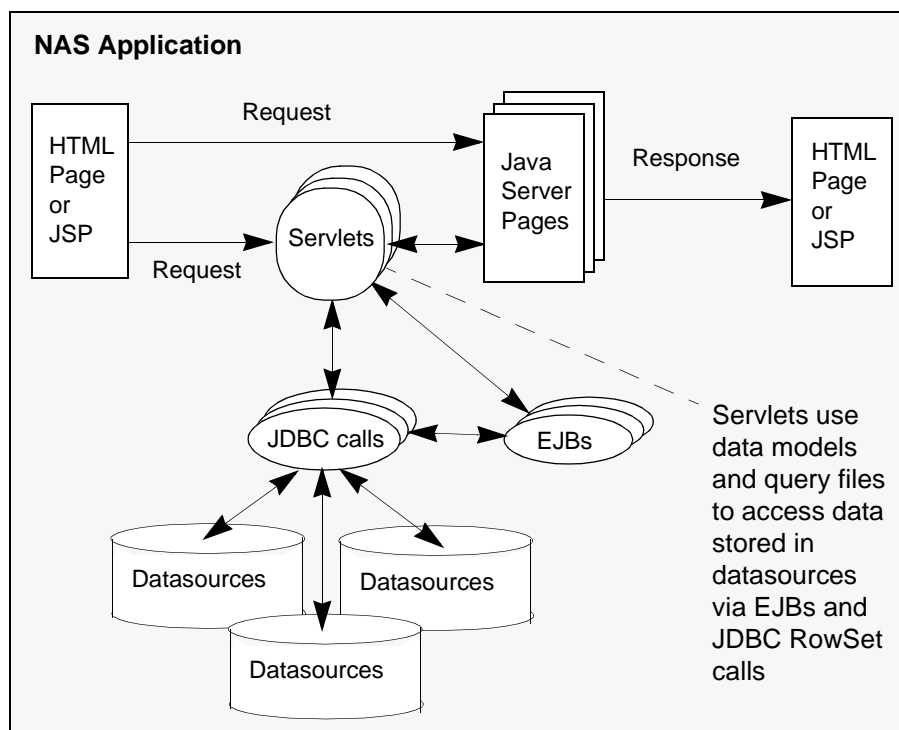 NAS Application
HTML
Page
or
JSP
Request
Request
Servlets
Java
Server
Pages
Response
HTML
Page
or
JSP
JDBC calls
EJBs
Datasources
Datasources
Datasources
Servlets use
data models
and query files
to access data
stored in
datasources
via EJBs and
JDBC RowSet
calls